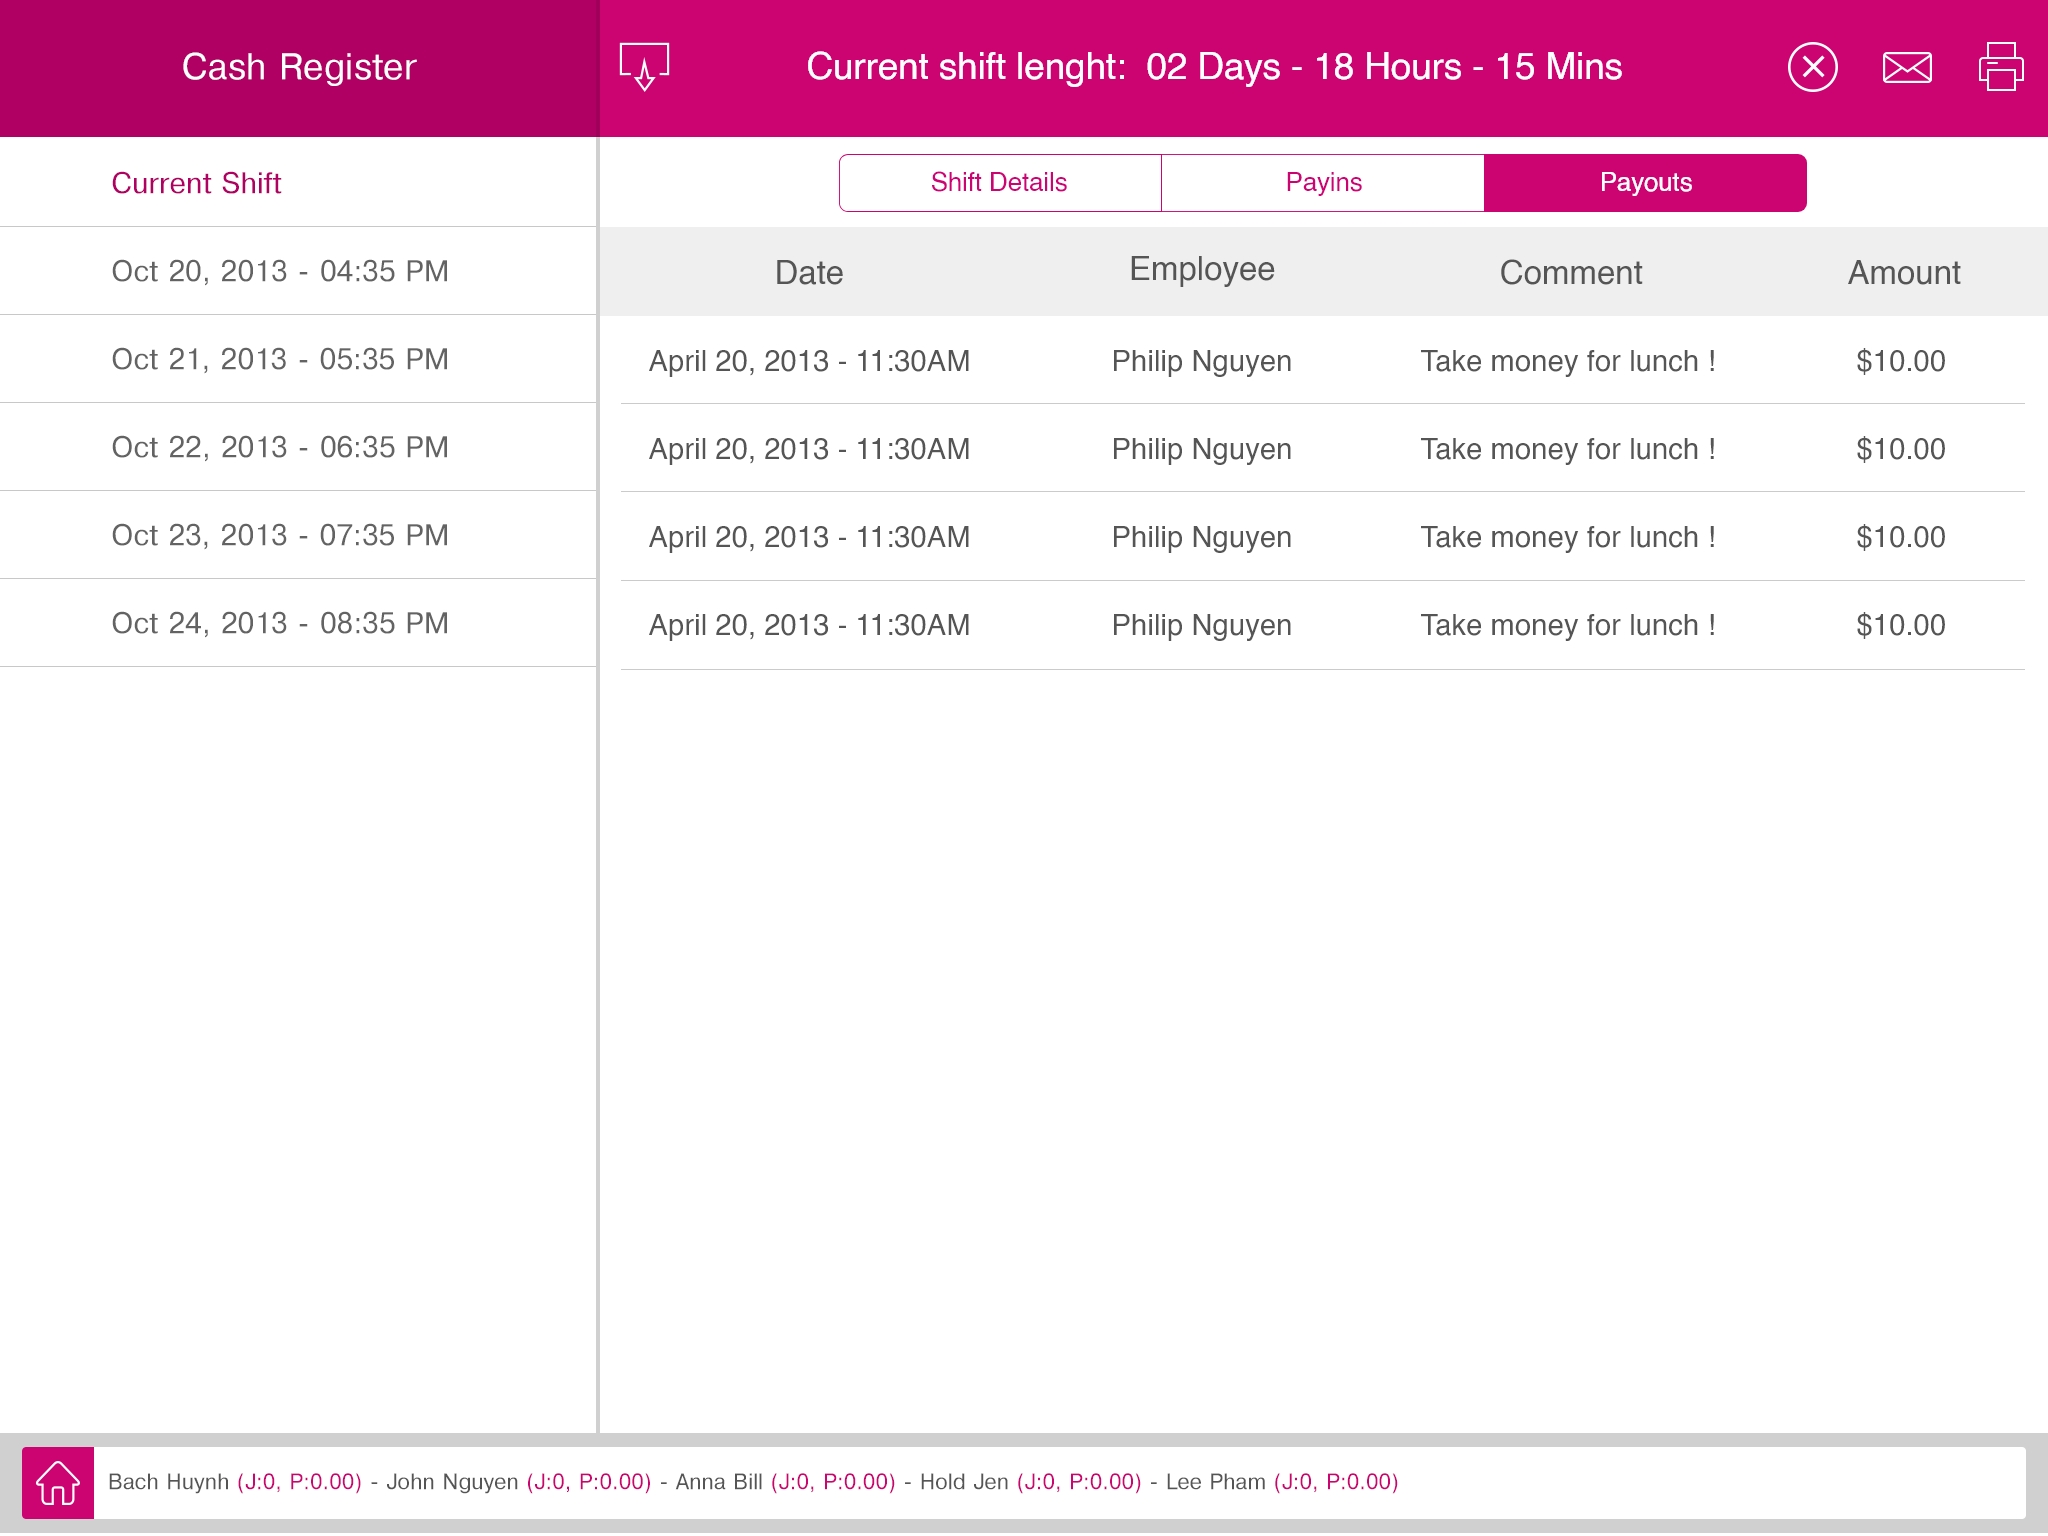 Cash Register
Current shift lenght:  02 Days - 18 Hours - 15 Mins
Current Shift
Oct 20, 2013 - 04:35 PM
Oct 21, 2013 - 05:35 PM
Oct 22, 2013 - 06:35 PM
Oct 23, 2013 - 07:35 PM
Oct 24, 2013 - 08:35 PM
Shift Details Payins Payouts
Date Employee Comment Amount
April 20, 2013 - 11:30AM Philip Nguyen Take money for lunch ! $10.00
April 20, 2013 - 11:30AM Philip Nguyen Take money for lunch ! $10.00
April 20, 2013 - 11:30AM Philip Nguyen Take money for lunch ! $10.00
April 20, 2013 - 11:30AM Philip Nguyen Take money for lunch ! $10.00
Bach Huynh (J:0, P:0.00) - John Nguyen (J:0, P:0.00) - Anna Bill (J:0, P:0.00) - Hold Jen (J:0, P:0.00) - Lee Pham (J:0, P:0.00)